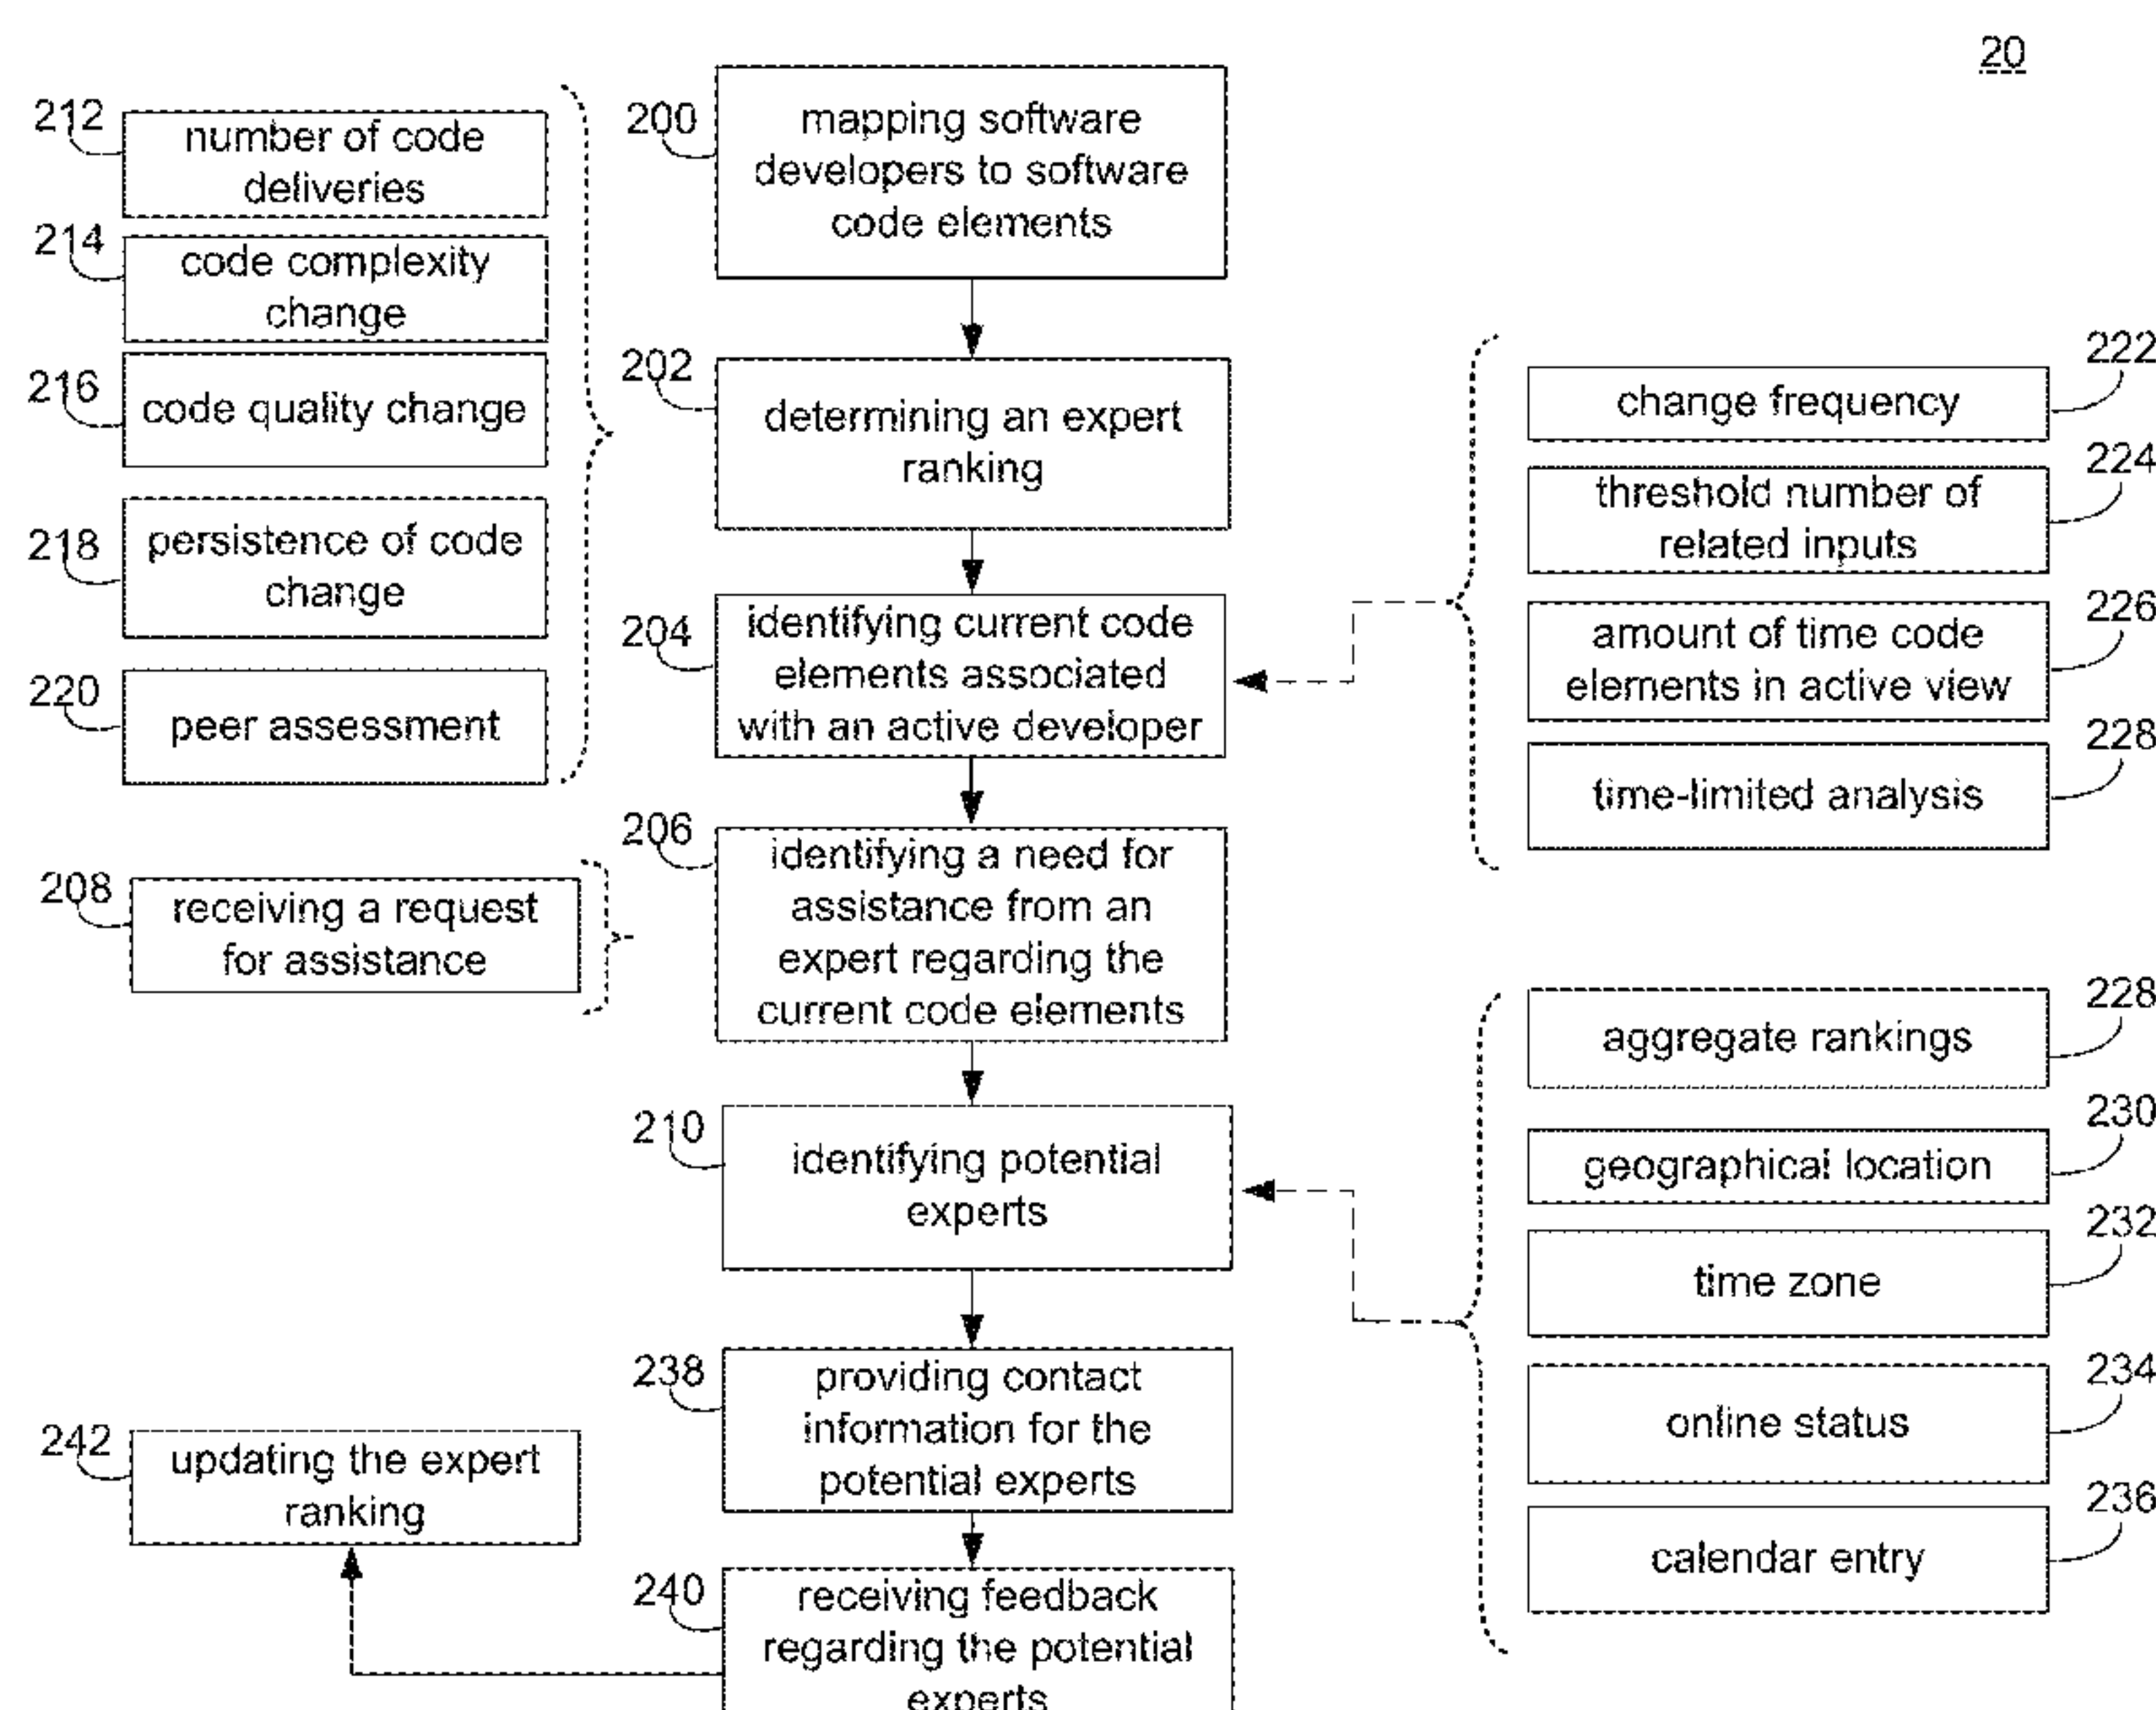 20
212
number of code
deliveries
214
code complexity
change
216
code quality change
218
persistence of code
change
220
peer assessment
200
mapping software
developers to software
code elements
202
determining an expert
ranking
204
identifying current code
elements associated
with an active developer
222
change frequency
224
threshold number of
related inputs
226
amount of time code
elements in active view
228
time-limited analysis
208
receiving a request
for assistance
206
identifying a need for
assistance from an
expert regarding the
current code elements
210
identifying potential
experts
228
aggregate rankings
230
geographical location
232
time zone
234
online status
236
calendar entry
238
providing contact
information for the
potential experts
242
updating the expert
ranking
240
receiving feedback
regarding the potential
experts